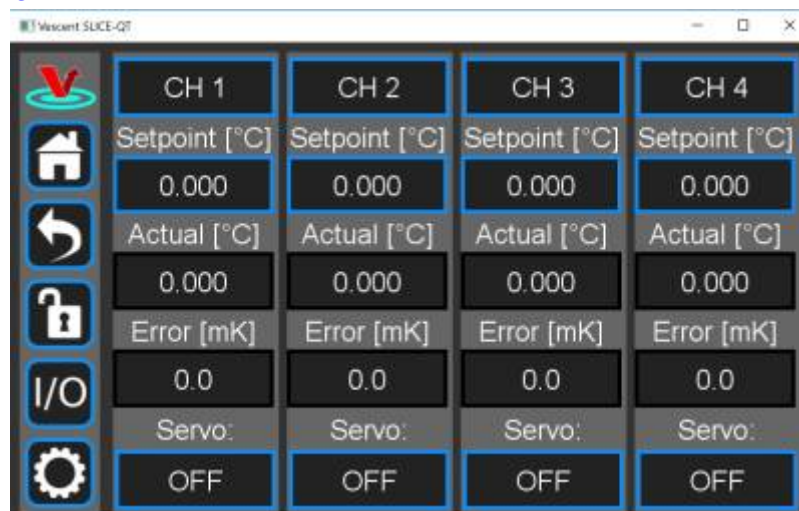 Vescent SLICE-QT
CH 1 CH 2 CH 3 CH 4
Setpoint [°C] Setpoint [°C] Setpoint [°C] Setpoint [°C]
0.000 0.000 0.000 0.000
Actual [°C] Actual [°C] Actual [°C] Actual [°C]
0.000 0.000 0.000 0.000
Error [mK] Error [mK] Error [mK] Error [mK]
I/O 0.0 0.0 0.0 0.0
Servo: Servo: Servo: Servo:
OFF OFF OFF OFF